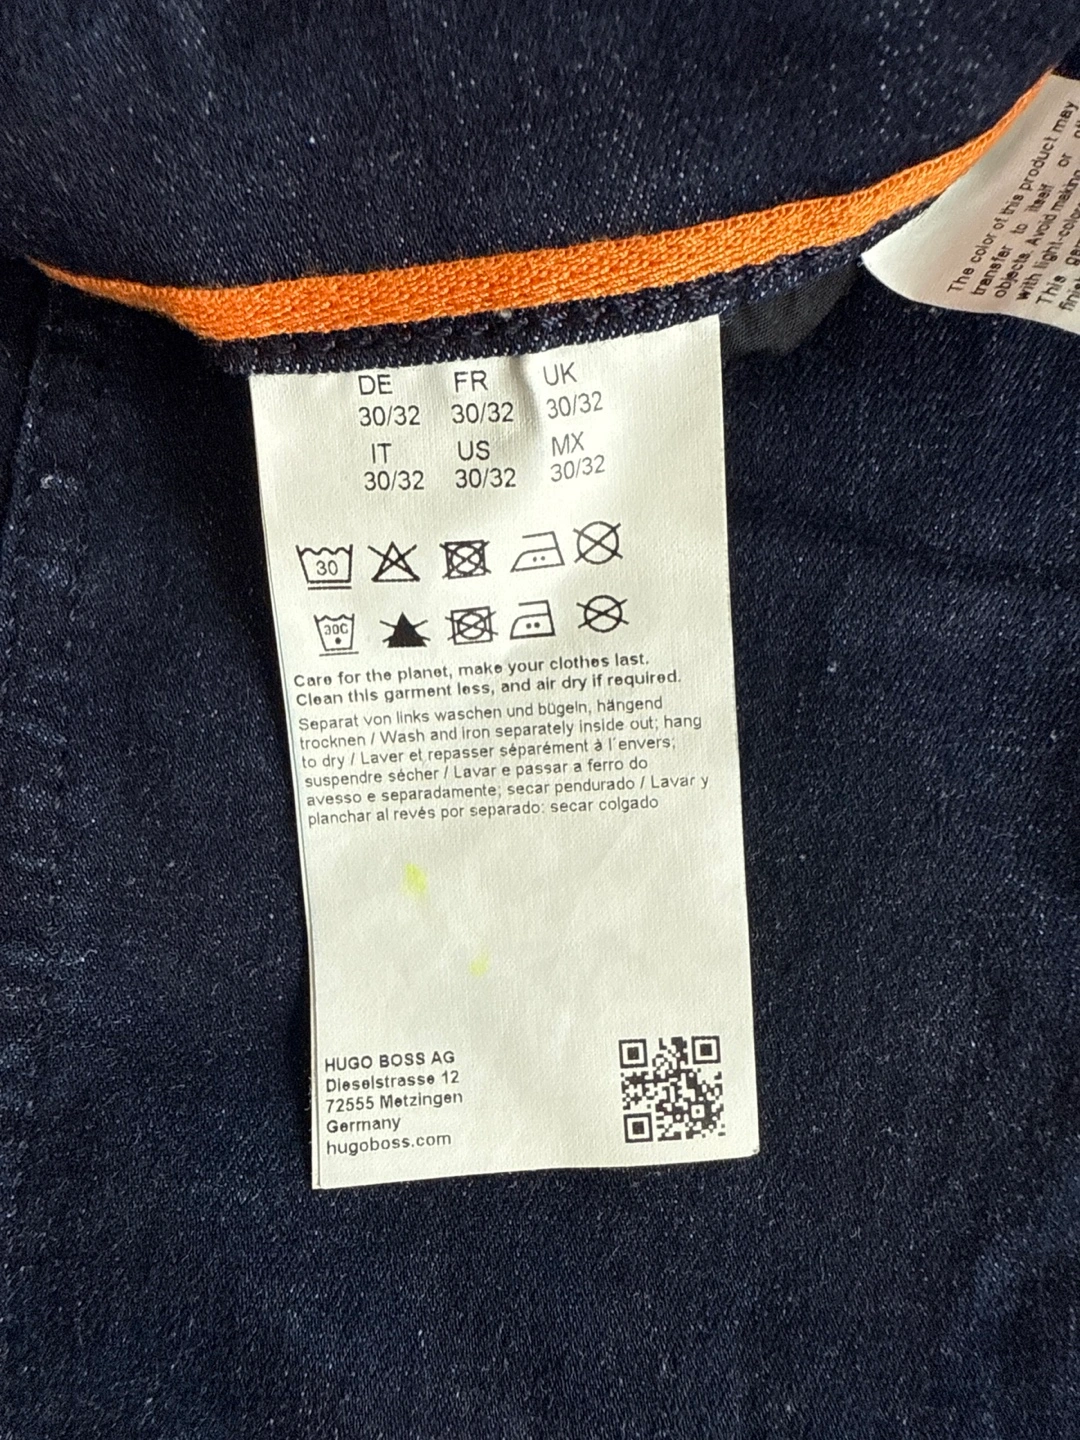 DE FR UK
30/32 30/32 30/32
IT US MX
30/32 30/32 30/32
30
30C
Care for the planet, make your clothes last.
Clean this garment less, and air dry if required.
Separat von links waschen und bügeln, hängend
trocknen / Wash and iron separately inside out; hang
to dry / Laver et repasser séparément à l'envers;
suspendre sécher / Lavar e passar a ferro do
avesso e separadamente; secar pendurado / Lavar y
planchar al revés por separado: secar colgado
HUGO BOSS AG
Dieselstrasse 12
72555 Metzingen
Germany
hugoboss.com
The color of this product may
transfer to itself or
objects. Avoid making
with light-color
This